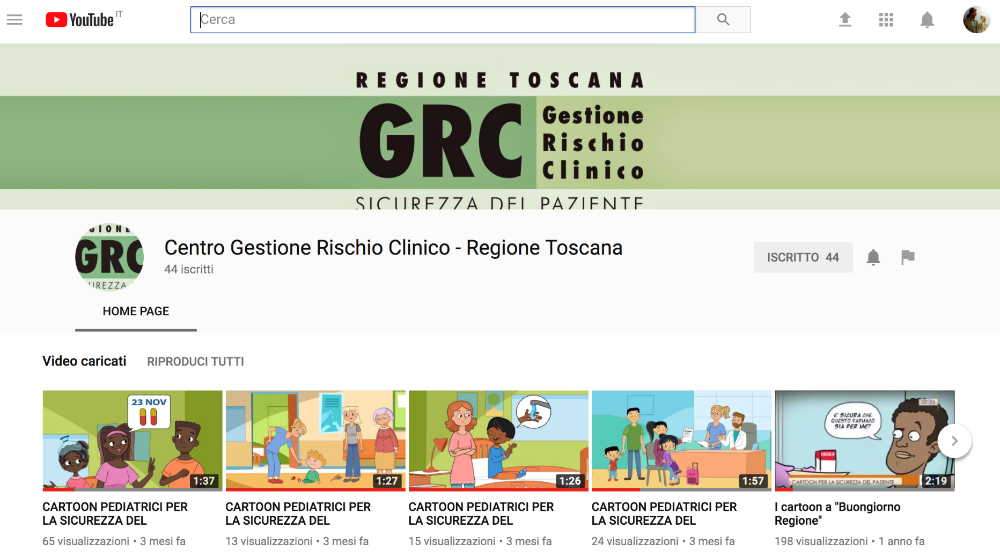 YouTube IT
Cerca
REGIONE TOSCANA
GRC
Gestione
Rischio
Clinico
SICUREZZA DEL PAZIENTE
GIONE
GRC
UREZZA
Centro Gestione Rischio Clinico - Regione Toscana
44 iscritti
ISCRITTO 44
HOME PAGE
Video caricati RIPRODUCI TUTTI
23 NOV
1:37
1:27
1:26
1:57
07:53
E' SICURA CHE
QUESTO FARMACO
SIA PER ME?
I CARTOON PER LA SICUREZZA DEL PAZIENTE
2:19
CARTOON PEDIATRICI PER
LA SICUREZZA DEL
65 visualizzazioni • 3 mesi fa
CARTOON PEDIATRICI PER
LA SICUREZZA DEL
13 visualizzazioni • 3 mesi fa
CARTOON PEDIATRICI PER
LA SICUREZZA DEL
15 visualizzazioni • 3 mesi fa
CARTOON PEDIATRICI PER
LA SICUREZZA DEL
24 visualizzazioni • 3 mesi fa
I cartoon a "Buongiorno
Regione"
198 visualizzazioni • 1 anno fa